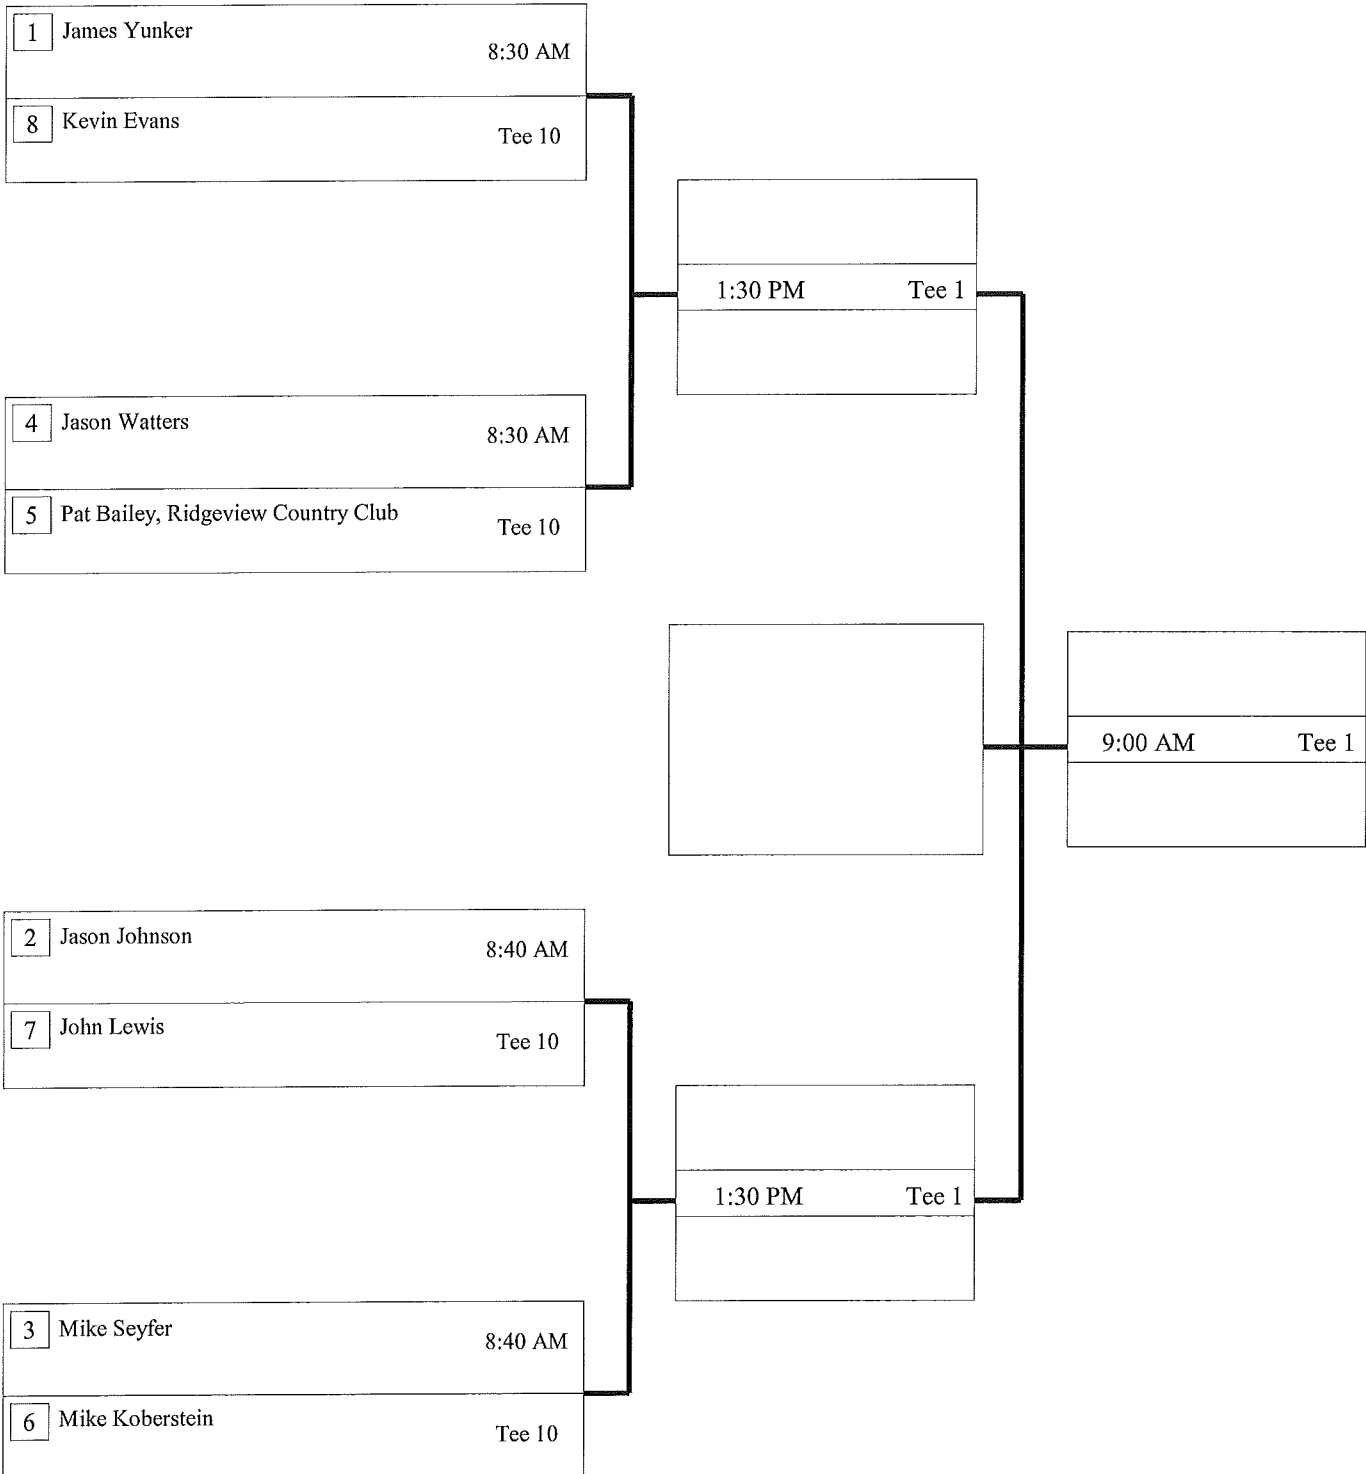 1 James Yunker
8:30 AM
8 Kevin Evans
Tee 10
1:30 PM Tee 1
4 Jason Watters
8:30 AM
5 Pat Bailey, Ridgeview Country Club
Tee 10
9:00 AM Tee 1
2 Jason Johnson
8:40 AM
7 John Lewis
Tee 10
1:30 PM Tee 1
3 Mike Seyfer
8:40 AM
6 Mike Koberstein
Tee 10